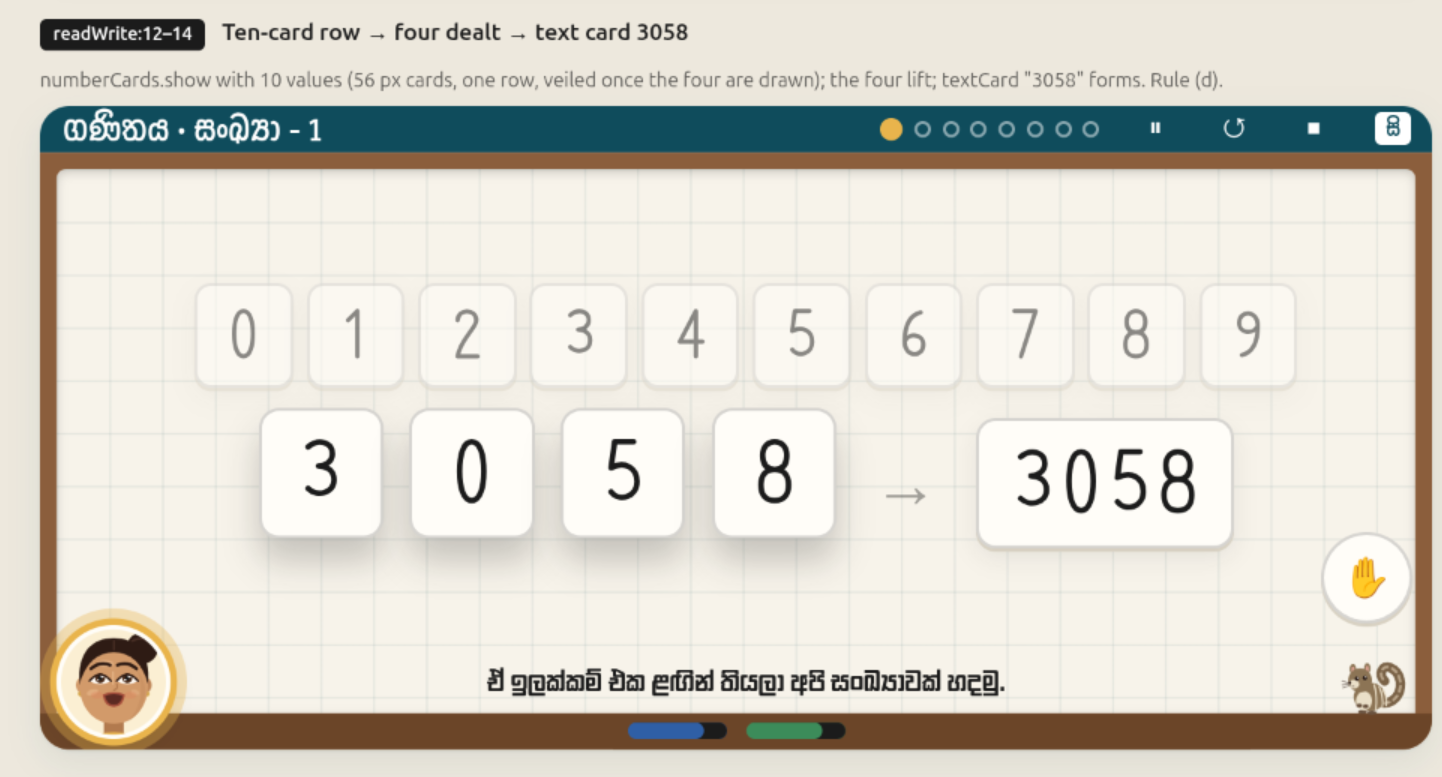 readWrite:12–14 Ten-card row → four dealt → text card 3058
numberCards.show with 10 values (56 px cards, one row, veiled once the four are drawn); the four lift; textCard "3058" forms. Rule (d).
ගණිතය · සංඛ්‍යා - 1 සිං
0 1 2 3 4 5 6 7 8 9
3 0 5 8 → 3058
ඒ ඉලක්කම් එක ළඟින් තියලා අපි සංඛ්‍යාවක් හදමු.